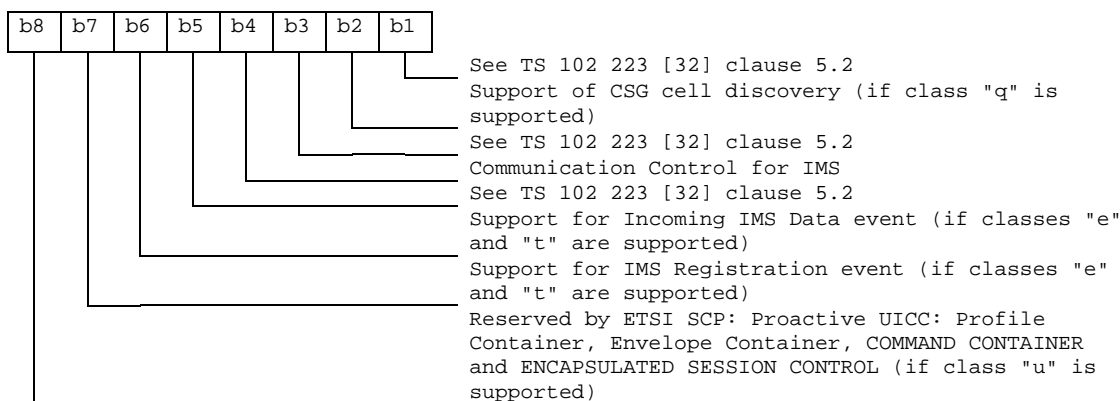 b8 b7 b6 b5 b4 b3 b2 b1
See TS 102 223 [32] clause 5.2
Support of CSG cell discovery (if class "q" is
supported)
See TS 102 223 [32] clause 5.2
Communication Control for IMS
See TS 102 223 [32] clause 5.2
Support for Incoming IMS Data event (if classes "e"
and "t" are supported)
Support for IMS Registration event (if classes "e"
and "t" are supported)
Reserved by ETSI SCP: Proactive UICC: Profile
Container, Envelope Container, COMMAND CONTAINER
and ENCAPSULATED SESSION CONTROL (if class "u" is
supported)